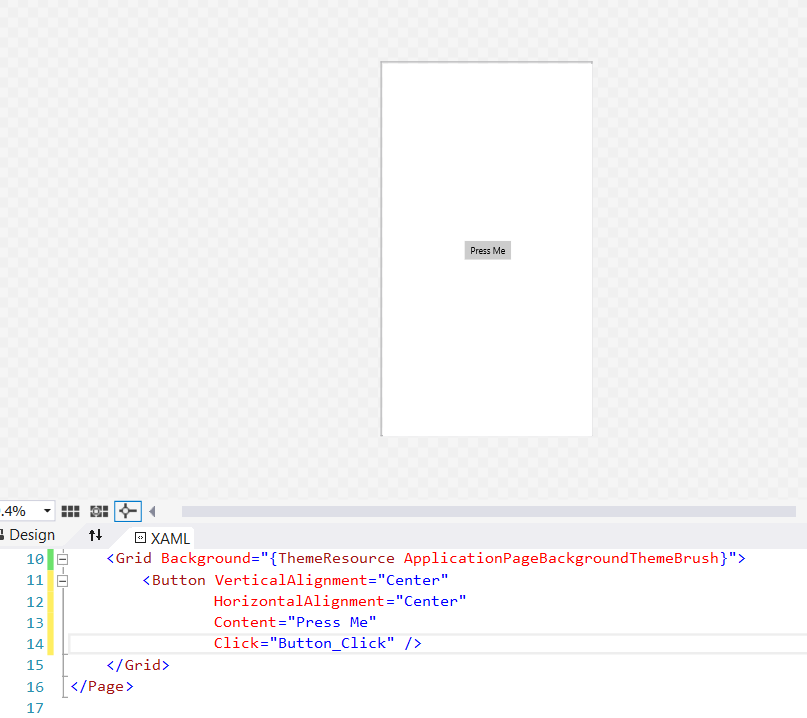 Press Me
.4%
Design
XAML
10 <Grid Background="{ThemeResource ApplicationPageBackgroundThemeBrush}">
11 <Button VerticalAlignment="Center"
12 HorizontalAlignment="Center"
13 Content="Press Me"
14 Click="Button_Click" />
15 </Grid>
16 </Page>
17